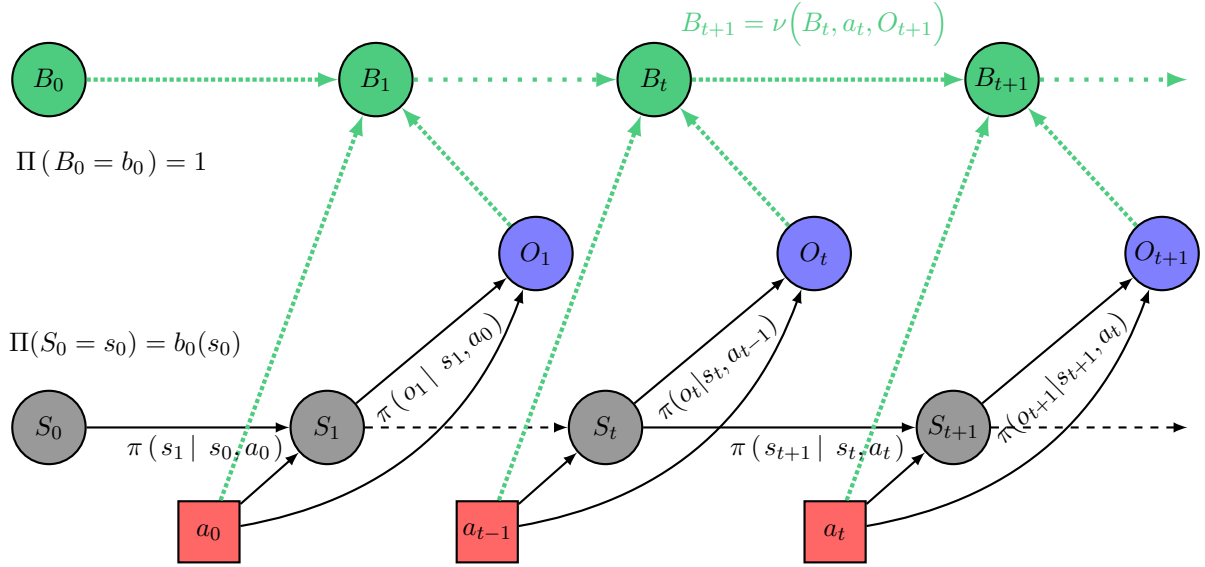 B_{t+1} = ν(B_t, a_t, O_{t+1})
B_0
B_1
B_t
B_{t+1}
Π (B_0 = b_0) = 1
O_1
O_t
O_{t+1}
Π(S_0 = s_0) = b_0(s_0)
π (o_1 | s_1, a_0)
π(o_t|s_t, a_{t−1})
π(o_{t+1}|s_{t+1}, a_t)
S_0
S_1
S_t
S_{t+1}
π (s_1 | s_0, a_0)
π (s_{t+1} | s_t, a_t)
a_0
a_{t−1}
a_t